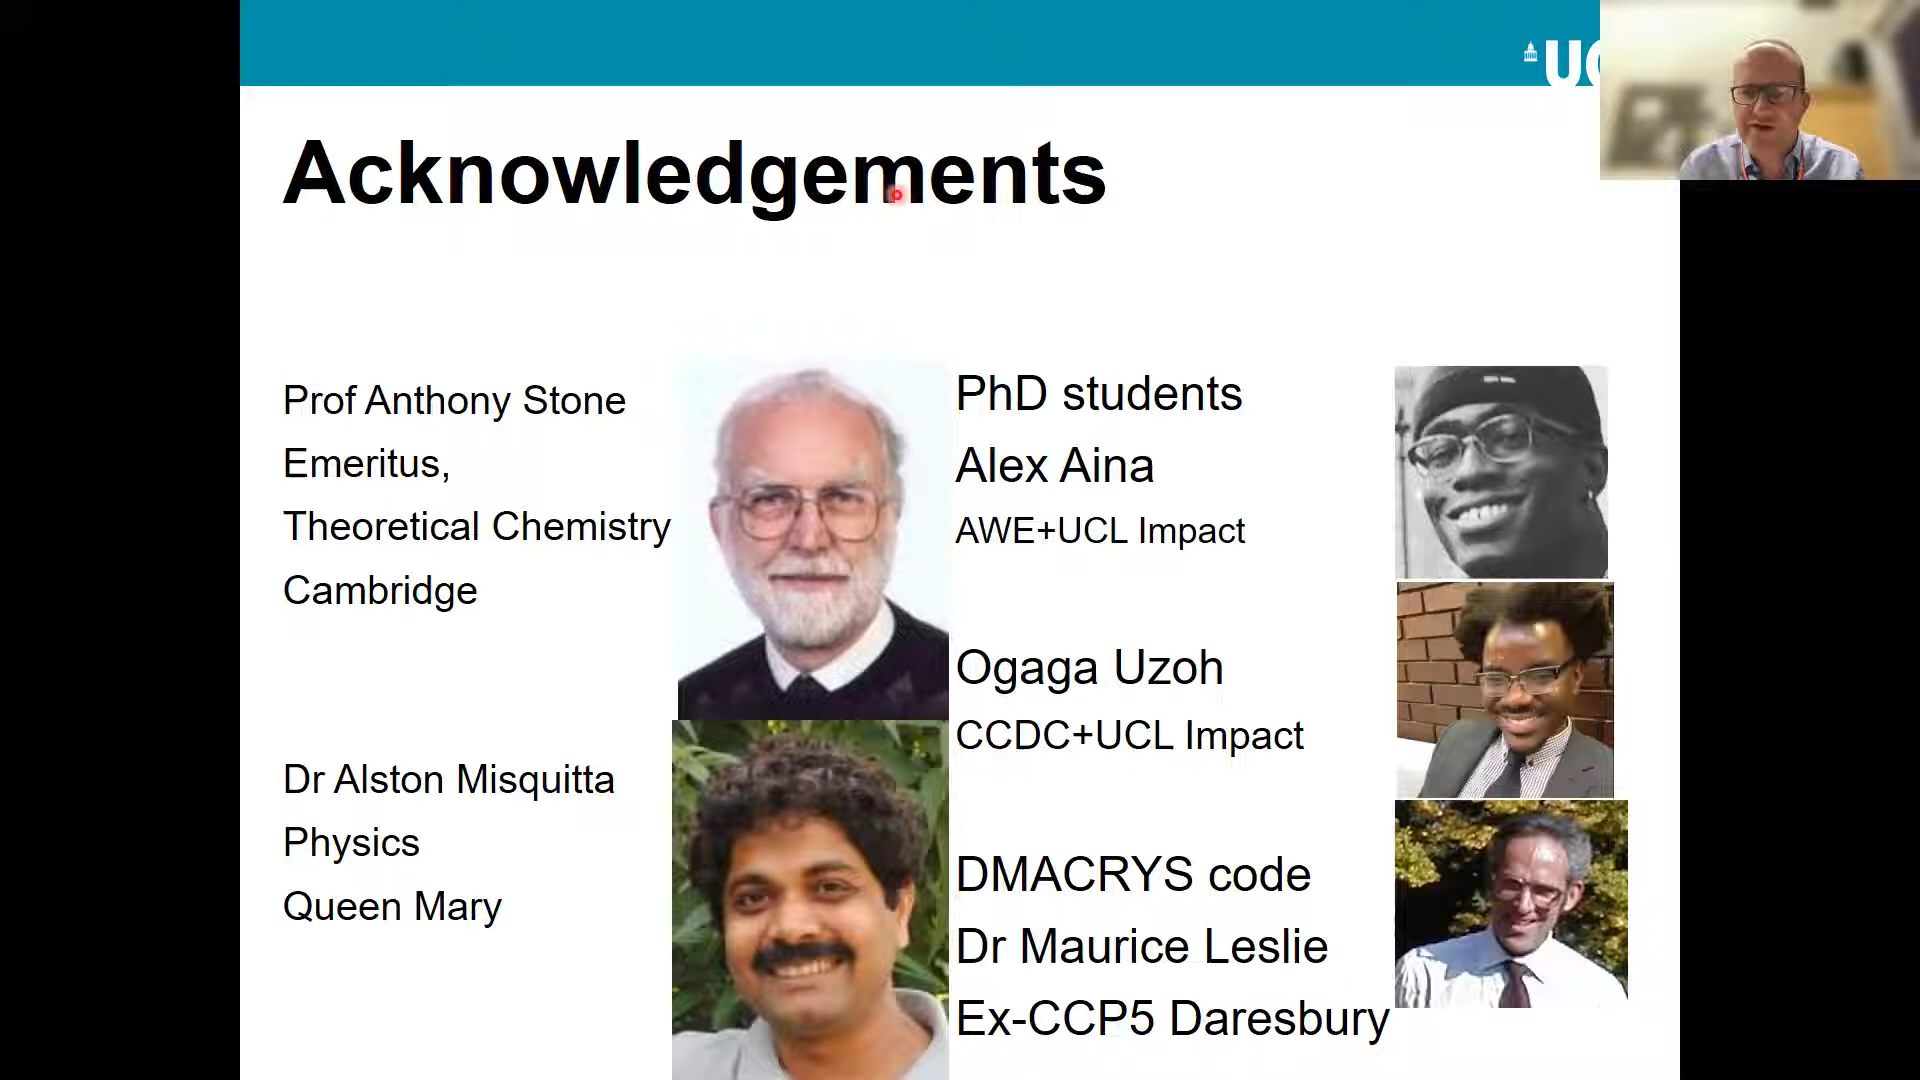 UC
Acknowledgements
Prof Anthony Stone
Emeritus,
Theoretical Chemistry
Cambridge
Dr Alston Misquitta
Physics
Queen Mary
PhD students
Alex Aina
AWE+UCL Impact
Ogaga Uzoh
CCDC+UCL Impact
DMACRYS code
Dr Maurice Leslie
Ex-CCP5 Daresbury